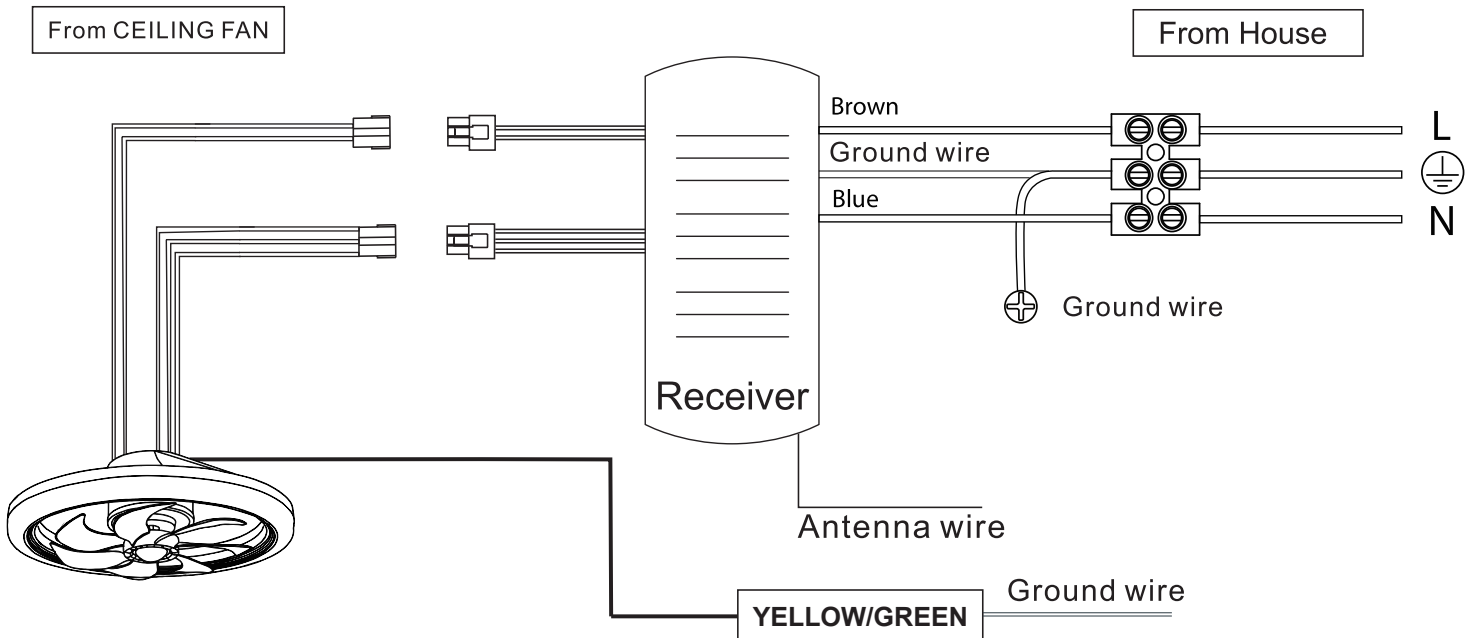 From CEILING FAN
From House
Brown
L
Ground wire
Blue
N
Ground wire
Receiver
Antenna wire
Ground wire
YELLOW/GREEN